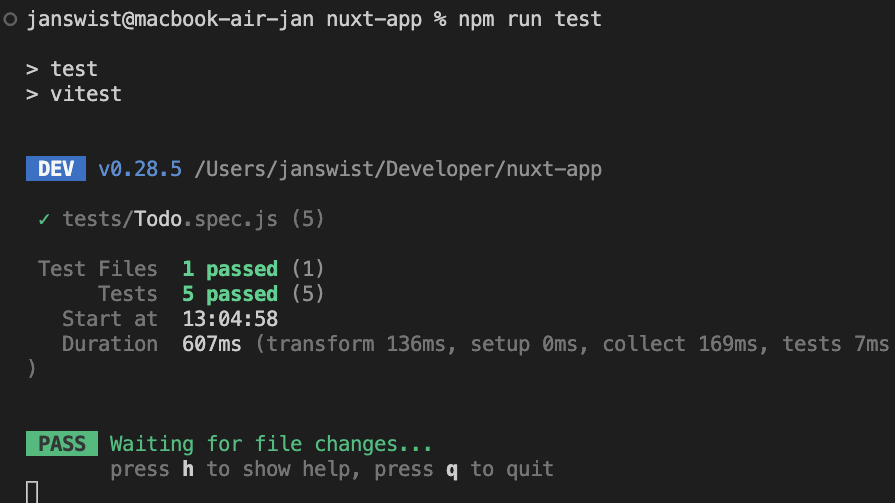 janswist@macbook-air-jan nuxt-app % npm run test
> test
> vitest
DEV v0.28.5 /Users/janswist/Developer/nuxt-app
✓ tests/Todo.spec.js (5)
Test Files 1 passed (1)
Tests 5 passed (5)
Start at 13:04:58
Duration 607ms (transform 136ms, setup 0ms, collect 169ms, tests 7ms
)
PASS Waiting for file changes...
press h to show help, press q to quit